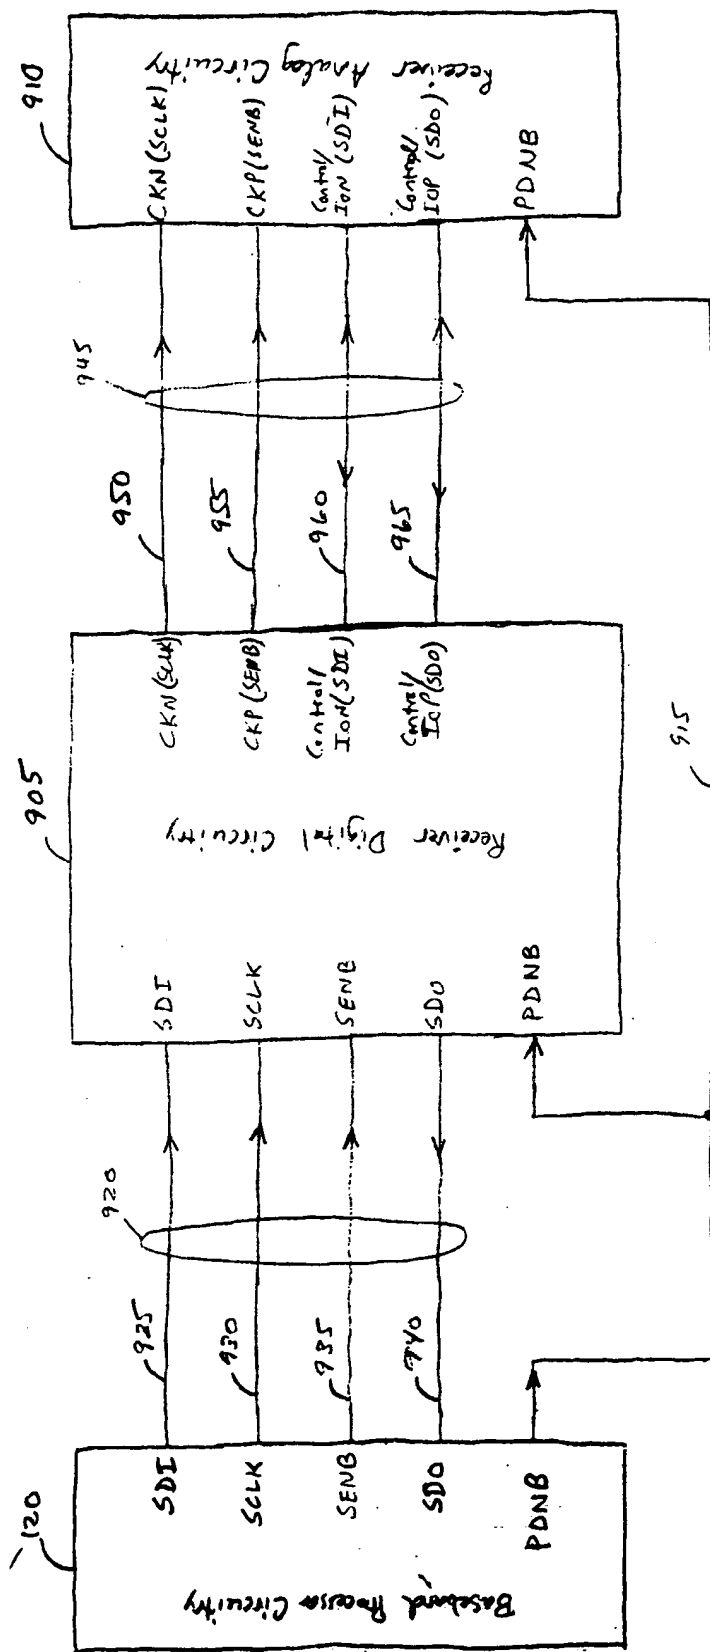 120
Baseband Processor Circuitry
SDI
SCLK
SENB
SDO
PDNB
925
930
935
940
920
905
SDI
SCLK
SENB
SDO
PDNB
Receiver Digital Circuitry
CKN(SCLK)
CKP(SENB)
Control/
ION(SDI)
Control/
IOP(SDO)
950
955
960
965
945
915
910
CKN(SCLK)
CKP(SENB)
Control/
ION(SDI)
Control/
IOP(SDO)
PDNB
Receiver Analog Circuitry